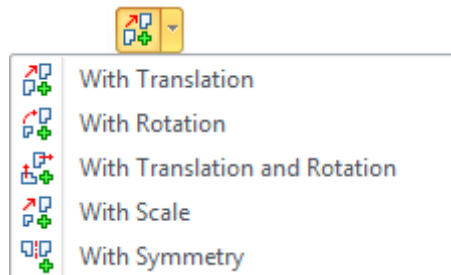 With Translation
With Rotation
With Translation and Rotation
With Scale
With Symmetry